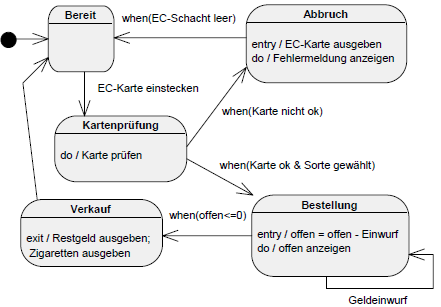 Bereit
when(EC-Schacht leer)
Abbruch
entry / EC-Karte ausgeben
do / Fehlermeldung anzeigen
EC-Karte einstecken
when(Karte nicht ok)
Kartenprüfung
do / Karte prüfen
when(Karte ok & Sorte gewählt)
Verkauf
exit / Restgeld ausgeben;
Zigaretten ausgeben
when(offen<=0)
Bestellung
entry / offen = offen - Einwurf
do / offen anzeigen
Geldeinwurf